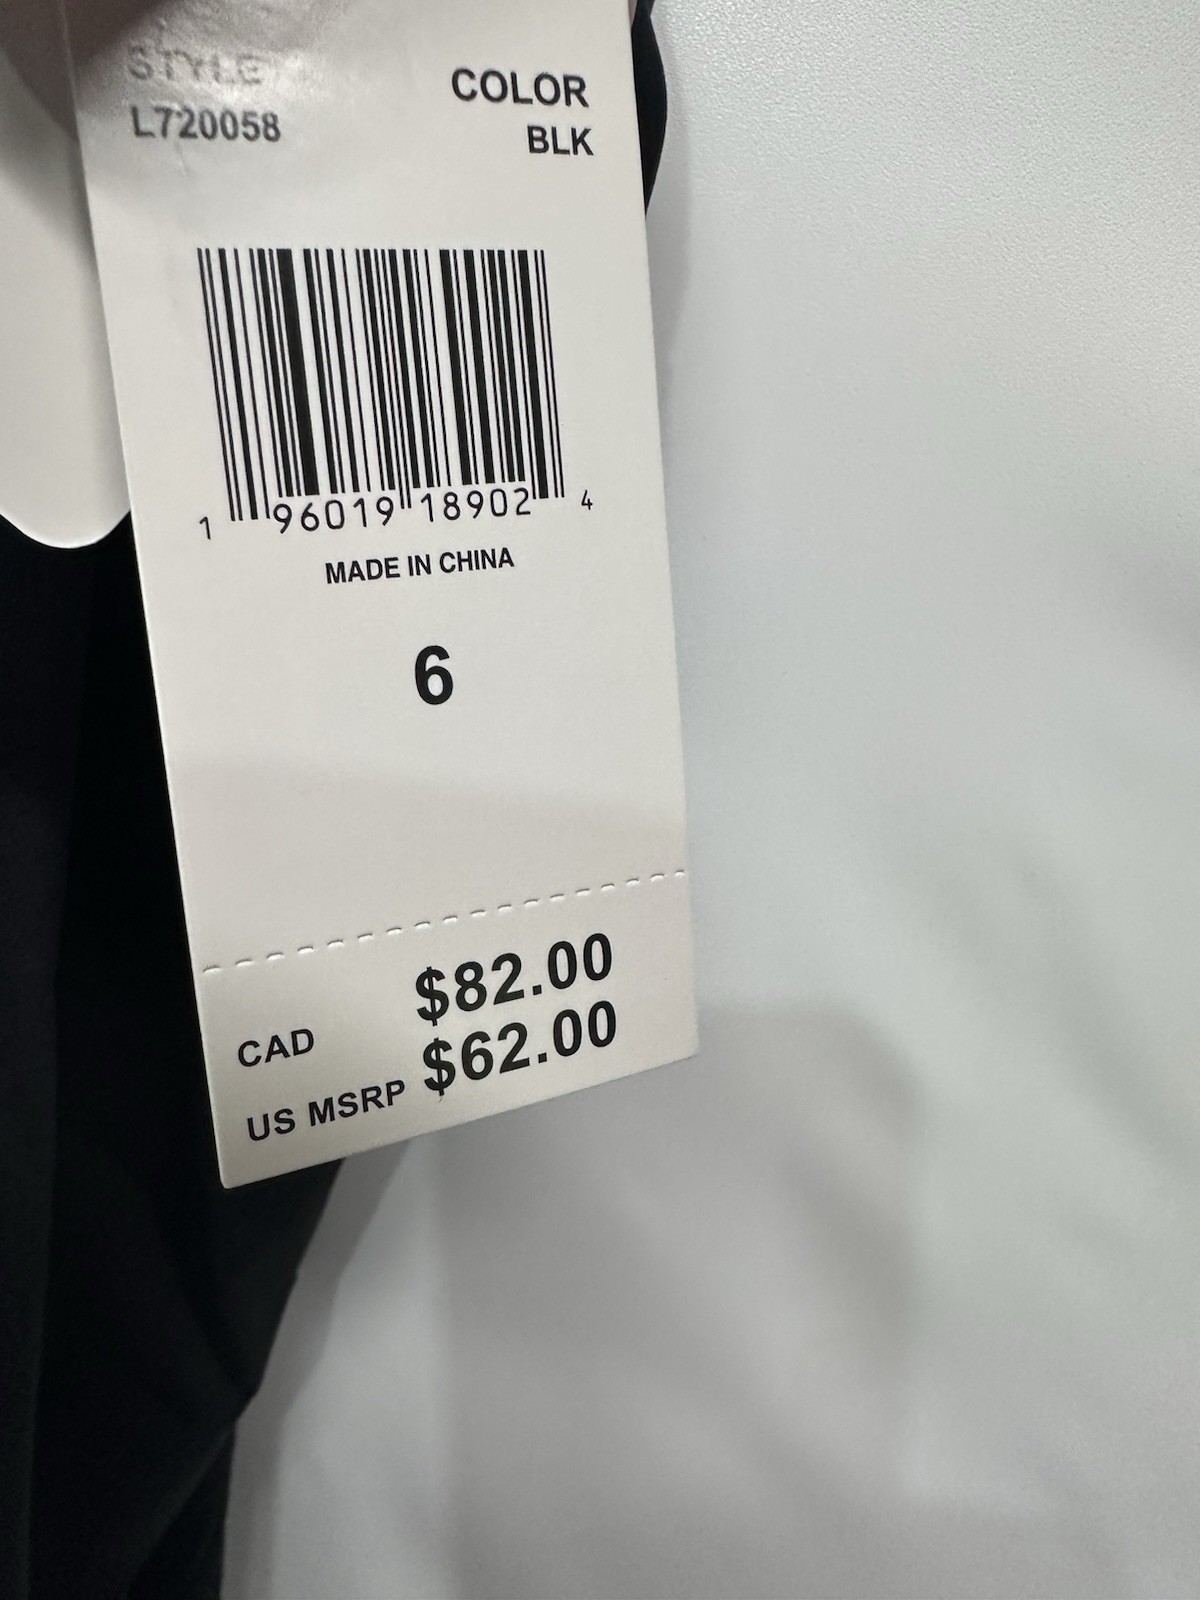 STYLE
L720058
COLOR
BLK
1 96019 18902 4
MADE IN CHINA
6
CAD $82.00
US MSRP $62.00